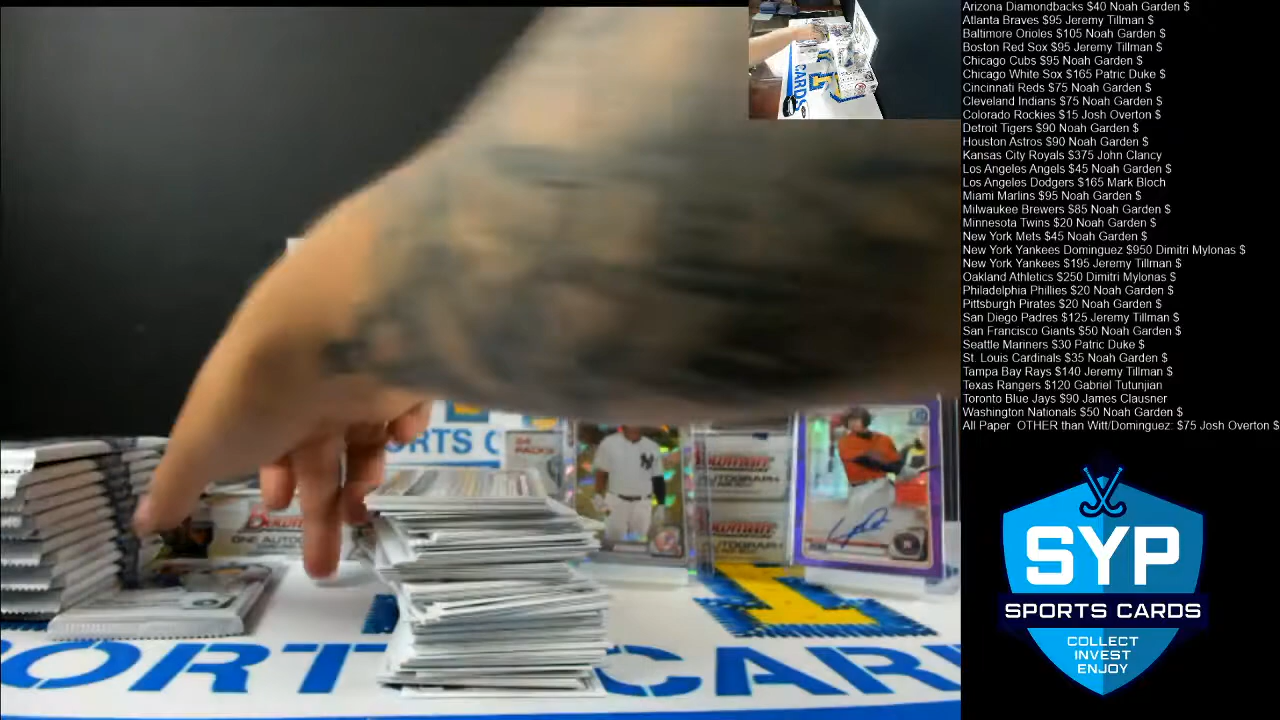 Arizona Diamondbacks $40 Noah Garden $
Atlanta Braves $95 Jeremy Tillman $
Baltimore Orioles $105 Noah Garden $
Boston Red Sox $95 Jeremy Tillman $
Chicago Cubs $95 Noah Garden $
Chicago White Sox $165 Patric Duke $
Cincinnati Reds $75 Noah Garden $
Cleveland Indians $75 Noah Garden $
Colorado Rockies $15 Josh Overton $
Detroit Tigers $90 Noah Garden $
Houston Astros $90 Noah Garden $
Kansas City Royals $375 John Clancy
Los Angeles Angels $45 Noah Garden $
Los Angeles Dodgers $165 Mark Bloch
Miami Marlins $95 Noah Garden $
Milwaukee Brewers $85 Noah Garden $
Minnesota Twins $20 Noah Garden $
New York Mets $45 Noah Garden $
New York Yankees Dominguez $950 Dimitri Mylonas $
New York Yankees $195 Jeremy Tillman $
Oakland Athletics $250 Dimitri Mylonas $
Philadelphia Phillies $20 Noah Garden $
Pittsburgh Pirates $20 Noah Garden $
San Diego Padres $125 Jeremy Tillman $
San Francisco Giants $50 Noah Garden $
Seattle Mariners $30 Patric Duke $
St. Louis Cardinals $35 Noah Garden $
Tampa Bay Rays $140 Jeremy Tillman $
Texas Rangers $120 Gabriel Tutunjian
Toronto Blue Jays $90 James Clausner
Washington Nationals $50 Noah Garden $
All Paper OTHER than Witt/Dominguez: $75 Josh Overton $
SYP
SPORTS CARDS
COLLECT
INVEST
ENJOY
CARDS
ORTS C
24
PACKS
Bowman
AUTOGRAPH
Bowman
AUTOGRAPH
Bowman
ONE AUTOGRA
ORT CAR